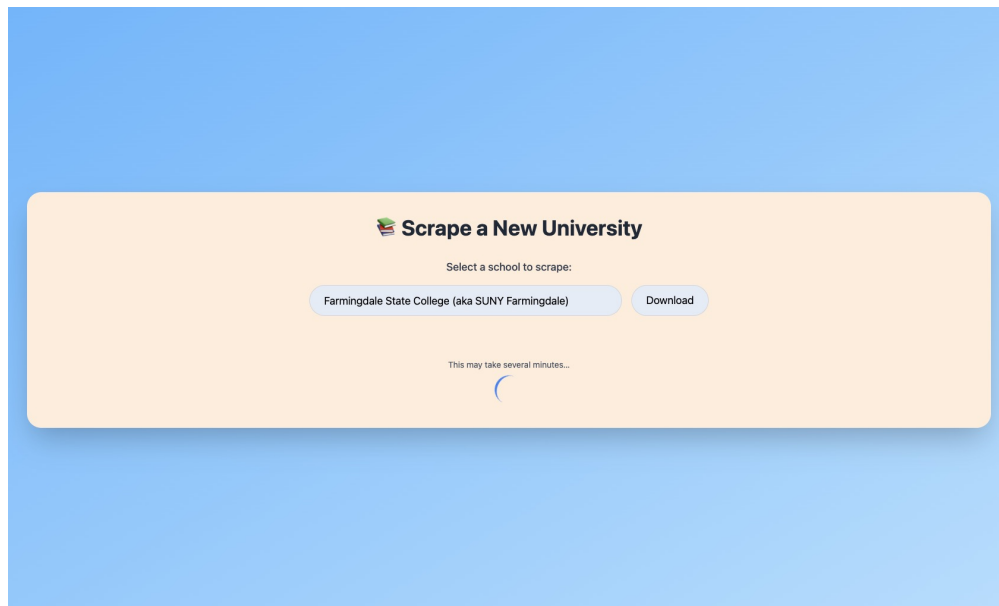 📚 Scrape a New University
Select a school to scrape:
Farmingdale State College (aka SUNY Farmingdale)
Download
This may take several minutes...